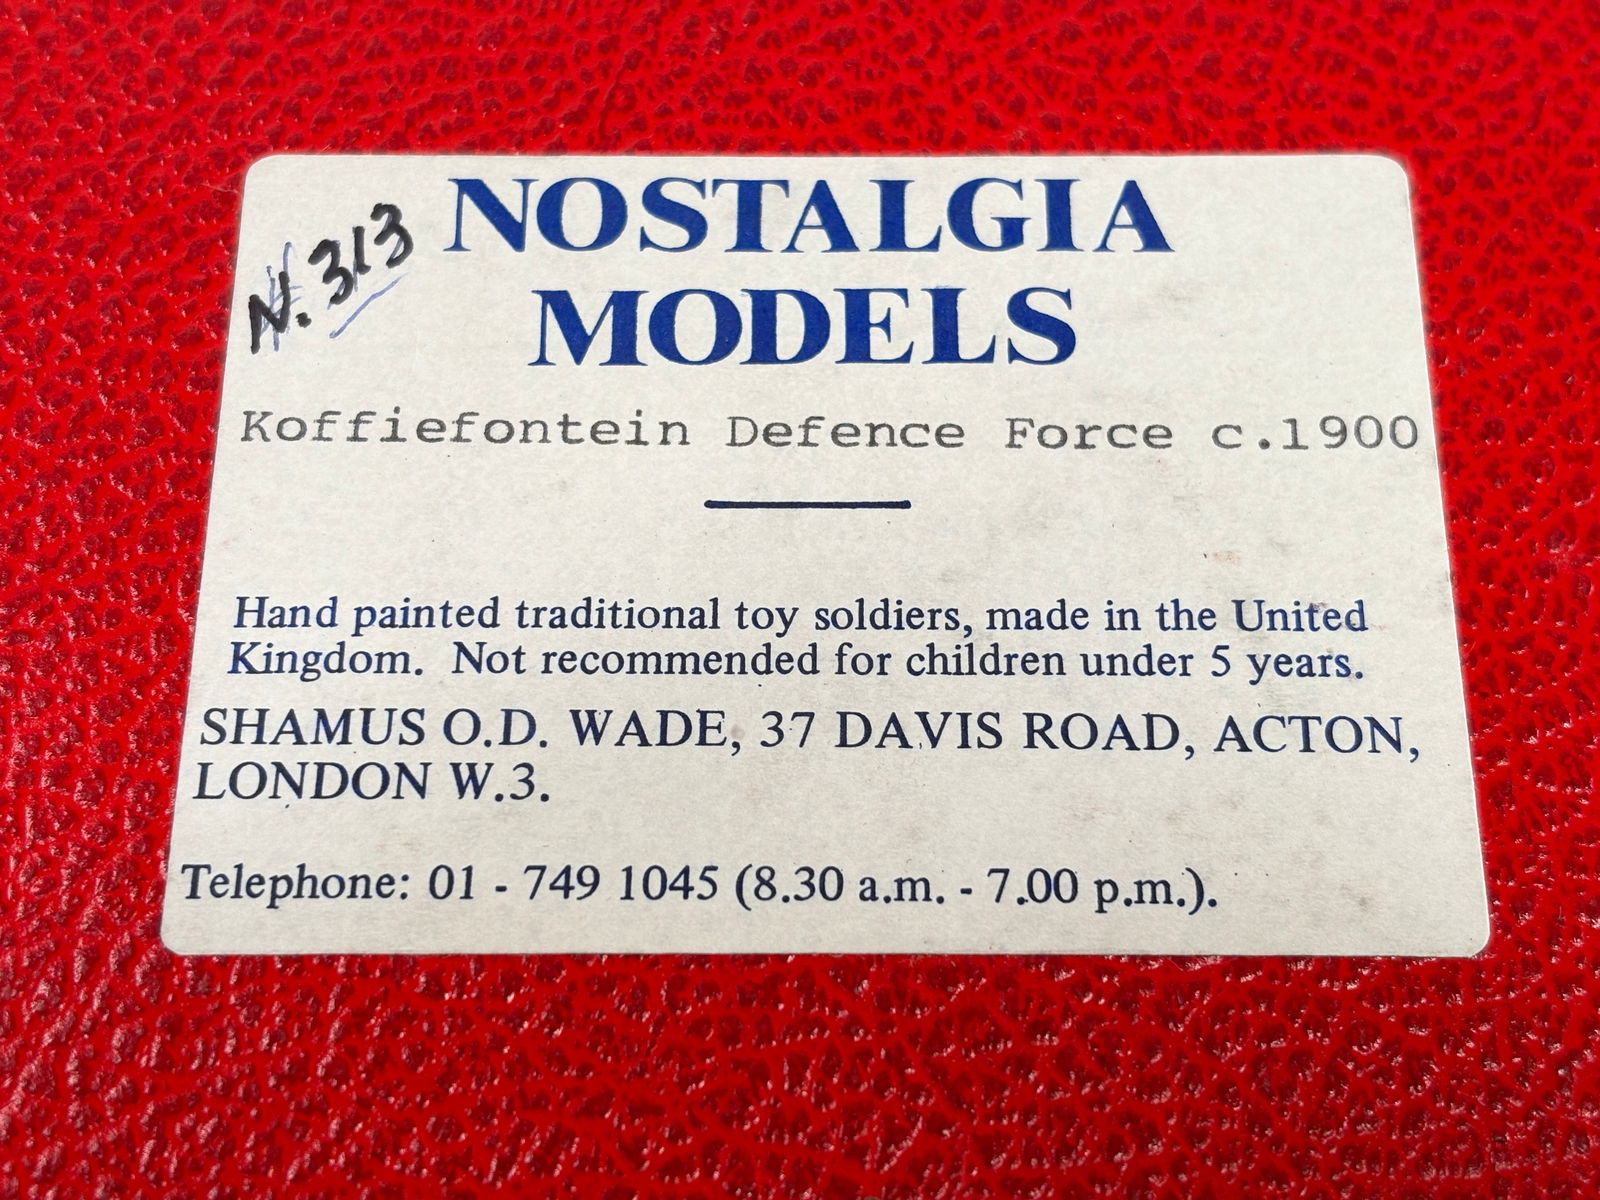 N. 313
NOSTALGIA
MODELS
Koffiefontein Defence Force c.1900
Hand painted traditional toy soldiers, made in the United
Kingdom. Not recommended for children under 5 years.
SHAMUS O.D. WADE, 37 DAVIS ROAD, ACTON,
LONDON W.3.
Telephone: 01 - 749 1045 (8.30 a.m. - 7.00 p.m.).